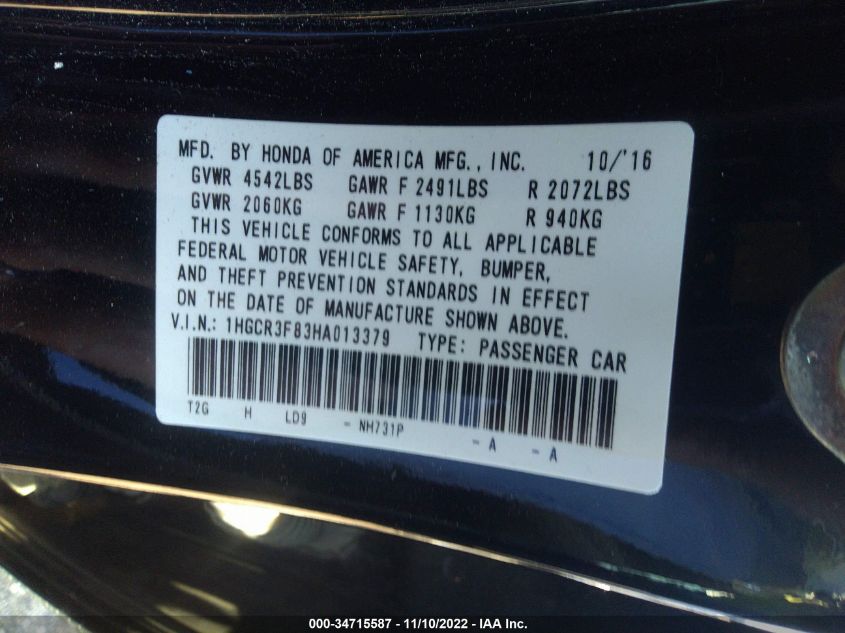 MFD. BY HONDA OF AMERICA MFG., INC. 10/'16
GVWR 4542LBS GAWR F 2491LBS R 2072LBS
GVWR 2060KG GAWR F 1130KG R 940KG
THIS VEHICLE CONFORMS TO ALL APPLICABLE
FEDERAL MOTOR VEHICLE SAFETY, BUMPER,
AND THEFT PREVENTION STANDARDS IN EFFECT
ON THE DATE OF MANUFACTURE SHOWN ABOVE.
V.I.N.: 1HGCR3F83HA013379 TYPE: PASSENGER CAR
T2G H LD9 - NH731P - A - A
000-34715587 - 11/10/2022 - IAA Inc.